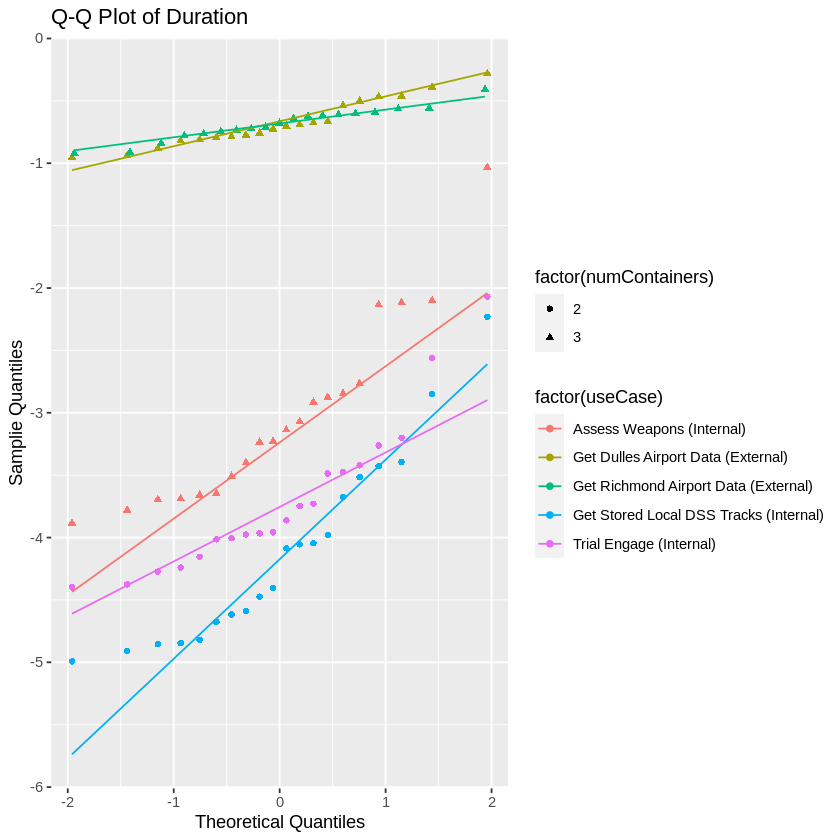 Q-Q Plot of Duration
0
-1
-2
-3
-4
-5
-6
Samplie Quantiles
-2
-1
0
1
2
Theoretical Quantiles
factor(numContainers)
2
3
factor(useCase)
Assess Weapons (Internal)
Get Dulles Airport Data (External)
Get Richmond Airport Data (External)
Get Stored Local DSS Tracks (Internal)
Trial Engage (Internal)